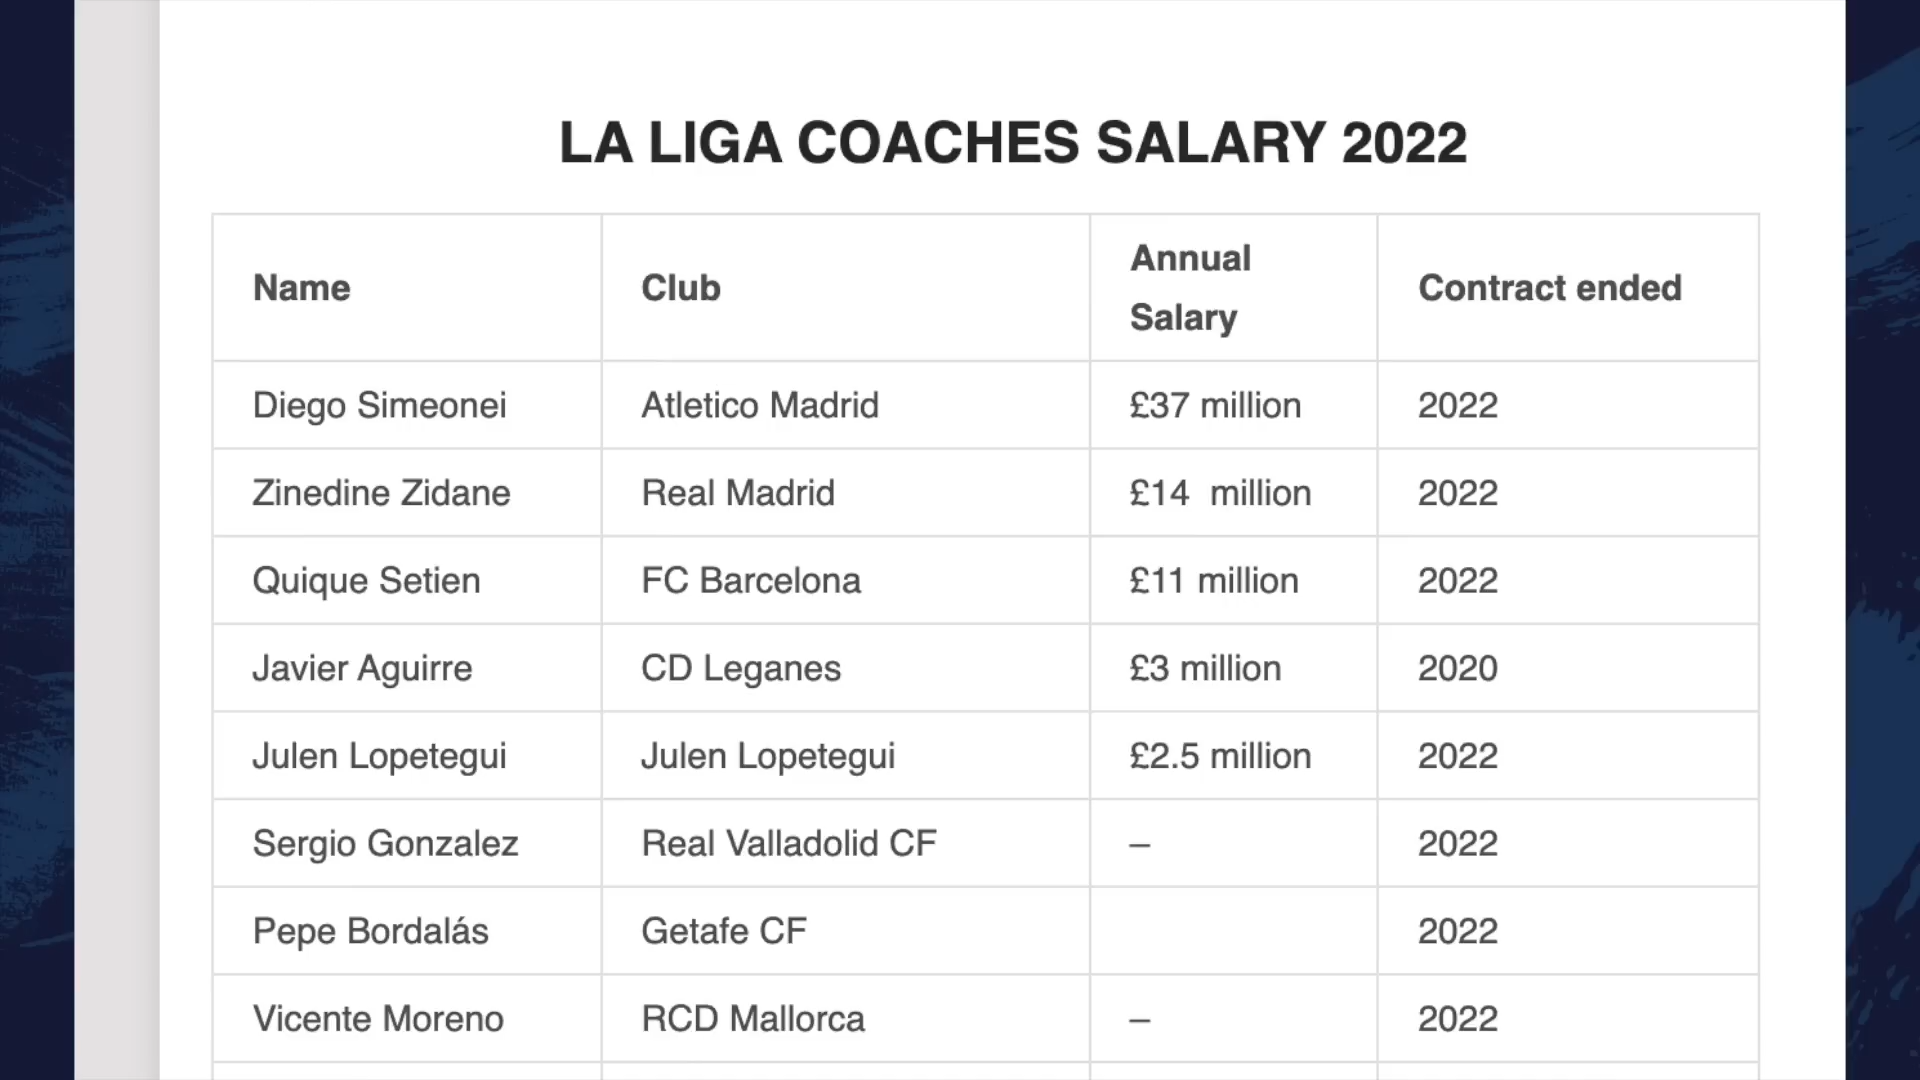 LA LIGA COACHES SALARY 2022
Name Club Annual Salary Contract ended
Diego Simeonei Atletico Madrid £37 million 2022
Zinedine Zidane Real Madrid £14 million 2022
Quique Setien FC Barcelona £11 million 2022
Javier Aguirre CD Leganes £3 million 2020
Julen Lopetegui Julen Lopetegui £2.5 million 2022
Sergio Gonzalez Real Valladolid CF – 2022
Pepe Bordalás Getafe CF 2022
Vicente Moreno RCD Mallorca – 2022